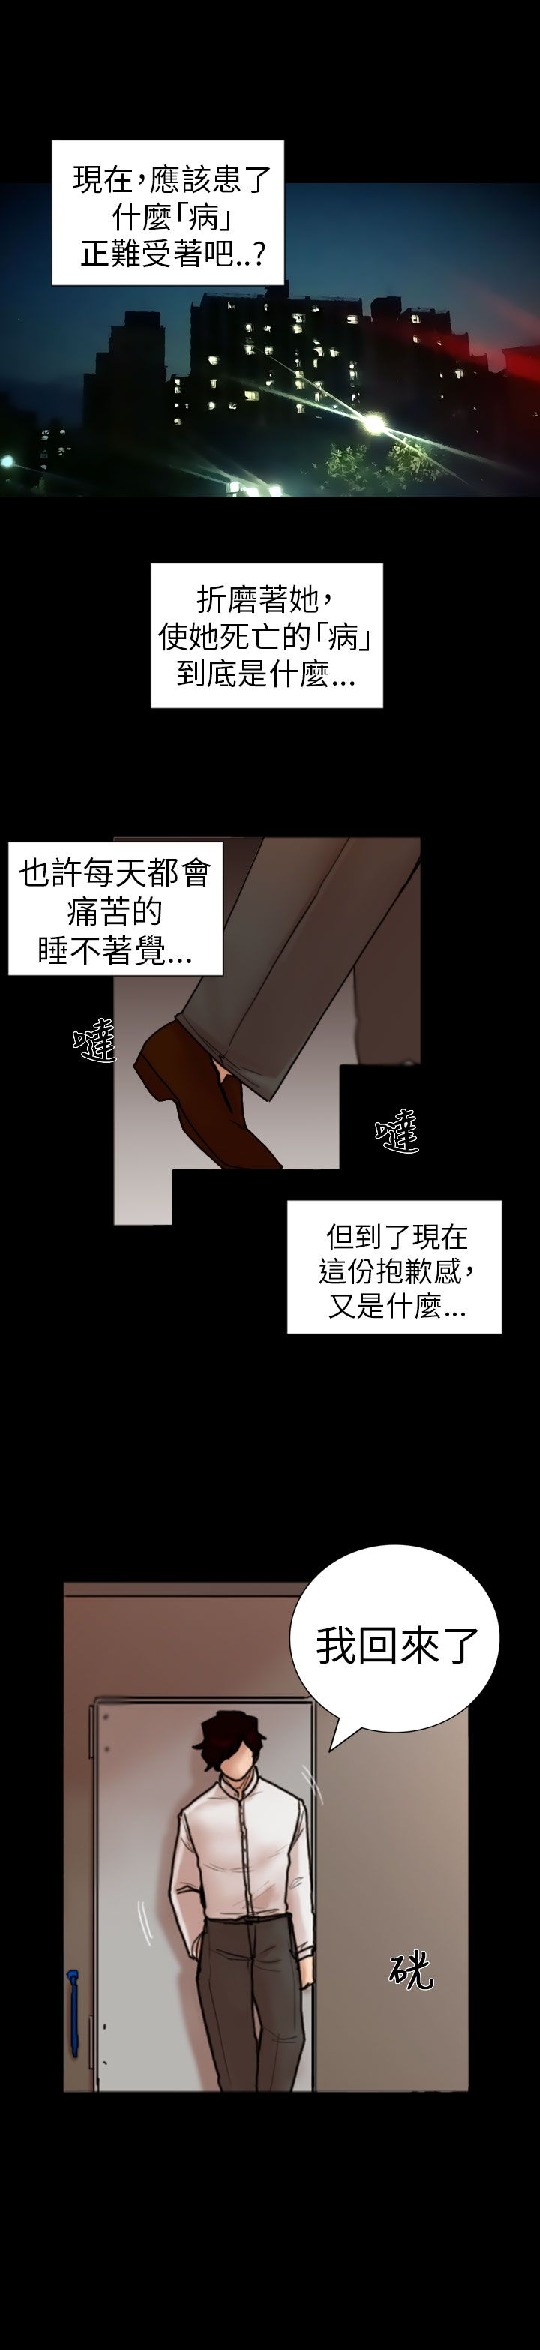 現在，應該患了
什麼「病」
正難受著吧..?
折磨著她，
使她死亡的「病」
到底是什麼...
也許每天都會
痛苦的
睡不著覺...
噠
噠
但到了現在
這份抱歉感，
又是什麼...
我回來了
硄